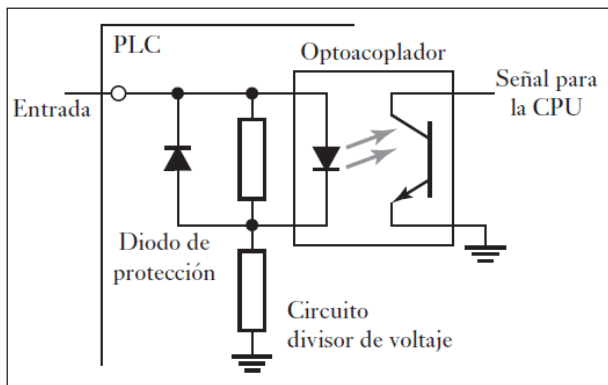 PLC
Optoacoplador
Entrada
Señal para
la CPU
Diodo de
protección
Circuito
divisor de voltaje